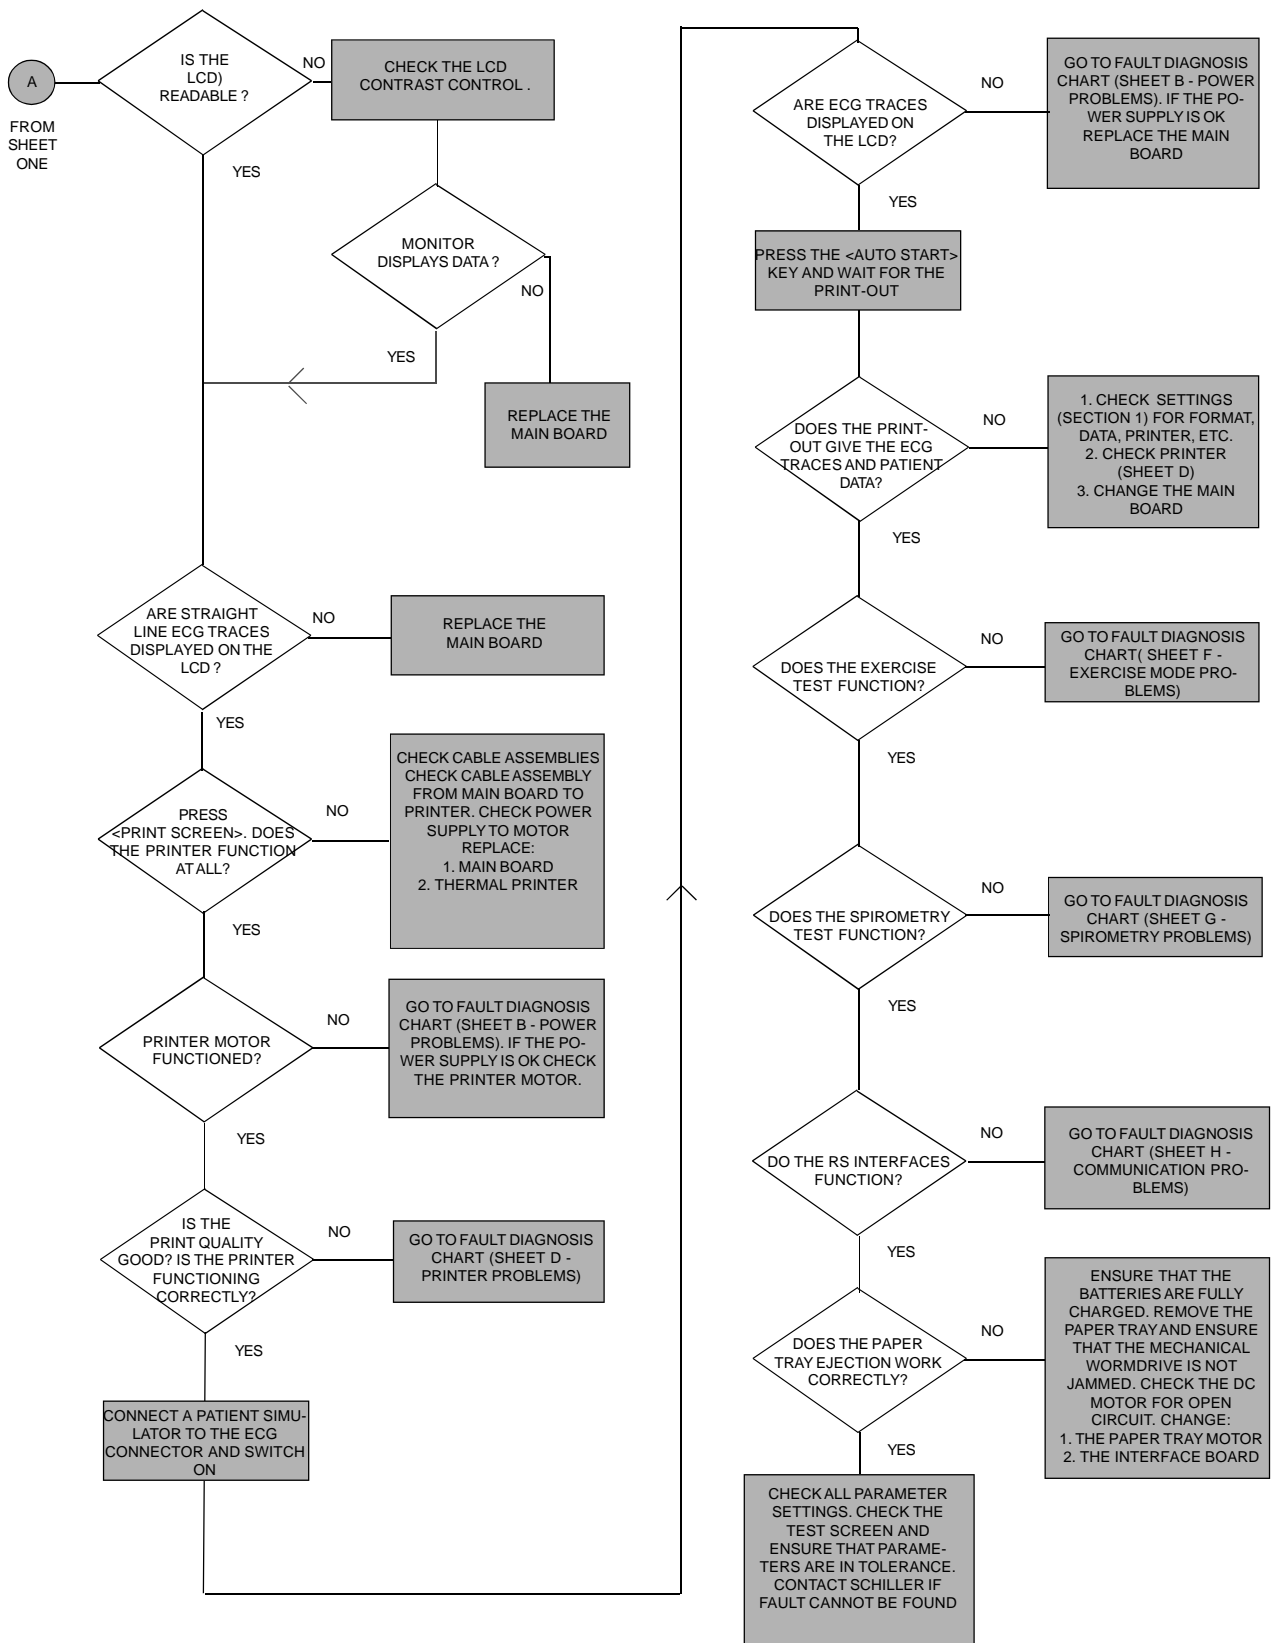 A
FROM
SHEET
ONE
IS THE
LCD)
READABLE ?
NO
CHECK THE LCD
CONTRAST CONTROL .
YES
MONITOR
DISPLAYS DATA ?
NO
YES
REPLACE THE
MAIN BOARD
ARE STRAIGHT
LINE ECG TRACES
DISPLAYED ON THE
LCD ?
NO
REPLACE THE
MAIN BOARD
YES
PRESS
<PRINT SCREEN>. DOES
THE PRINTER FUNCTION
AT ALL?
NO
CHECK CABLE ASSEMBLIES
CHECK CABLE ASSEMBLY
FROM MAIN BOARD TO
PRINTER. CHECK POWER
SUPPLY TO MOTOR
REPLACE:
1. MAIN BOARD
2. THERMAL PRINTER
YES
PRINTER MOTOR
FUNCTIONED?
NO
GO TO FAULT DIAGNOSIS
CHART (SHEET B - POWER
PROBLEMS). IF THE PO-
WER SUPPLY IS OK CHECK
THE PRINTER MOTOR.
YES
IS THE
PRINT QUALITY
GOOD? IS THE PRINTER
FUNCTIONING
CORRECTLY?
NO
GO TO FAULT DIAGNOSIS
CHART (SHEET D -
PRINTER PROBLEMS)
YES
CONNECT A PATIENT SIMU-
LATOR TO THE ECG
CONNECTOR AND SWITCH
ON
ARE ECG TRACES
DISPLAYED ON
THE LCD?
NO
GO TO FAULT DIAGNOSIS
CHART (SHEET B - POWER
PROBLEMS). IF THE PO-
WER SUPPLY IS OK
REPLACE THE MAIN
BOARD
YES
PRESS THE <AUTO START>
KEY AND WAIT FOR THE
PRINT-OUT
DOES THE PRINT-
OUT GIVE THE ECG
TRACES AND PATIENT
DATA?
NO
1. CHECK SETTINGS
(SECTION 1) FOR FORMAT,
DATA, PRINTER, ETC.
2. CHECK PRINTER
(SHEET D)
3. CHANGE THE MAIN
BOARD
YES
DOES THE EXERCISE
TEST FUNCTION?
NO
GO TO FAULT DIAGNOSIS
CHART( SHEET F -
EXERCISE MODE PRO-
BLEMS)
YES
DOES THE SPIROMETRY
TEST FUNCTION?
NO
GO TO FAULT DIAGNOSIS
CHART (SHEET G -
SPIROMETRY PROBLEMS)
YES
DO THE RS INTERFACES
FUNCTION?
NO
GO TO FAULT DIAGNOSIS
CHART (SHEET H -
COMMUNICATION PRO-
BLEMS)
YES
DOES THE PAPER
TRAY EJECTION WORK
CORRECTLY?
NO
ENSURE THAT THE
BATTERIES ARE FULLY
CHARGED. REMOVE THE
PAPER TRAY AND ENSURE
THAT THE MECHANICAL
WORMDRIVE IS NOT
JAMMED. CHECK THE DC
MOTOR FOR OPEN
CIRCUIT. CHANGE:
1. THE PAPER TRAY MOTOR
2. THE INTERFACE BOARD
YES
CHECK ALL PARAMETER
SETTINGS. CHECK THE
TEST SCREEN AND
ENSURE THAT PARAME-
TERS ARE IN TOLERANCE.
CONTACT SCHILLER IF
FAULT CANNOT BE FOUND